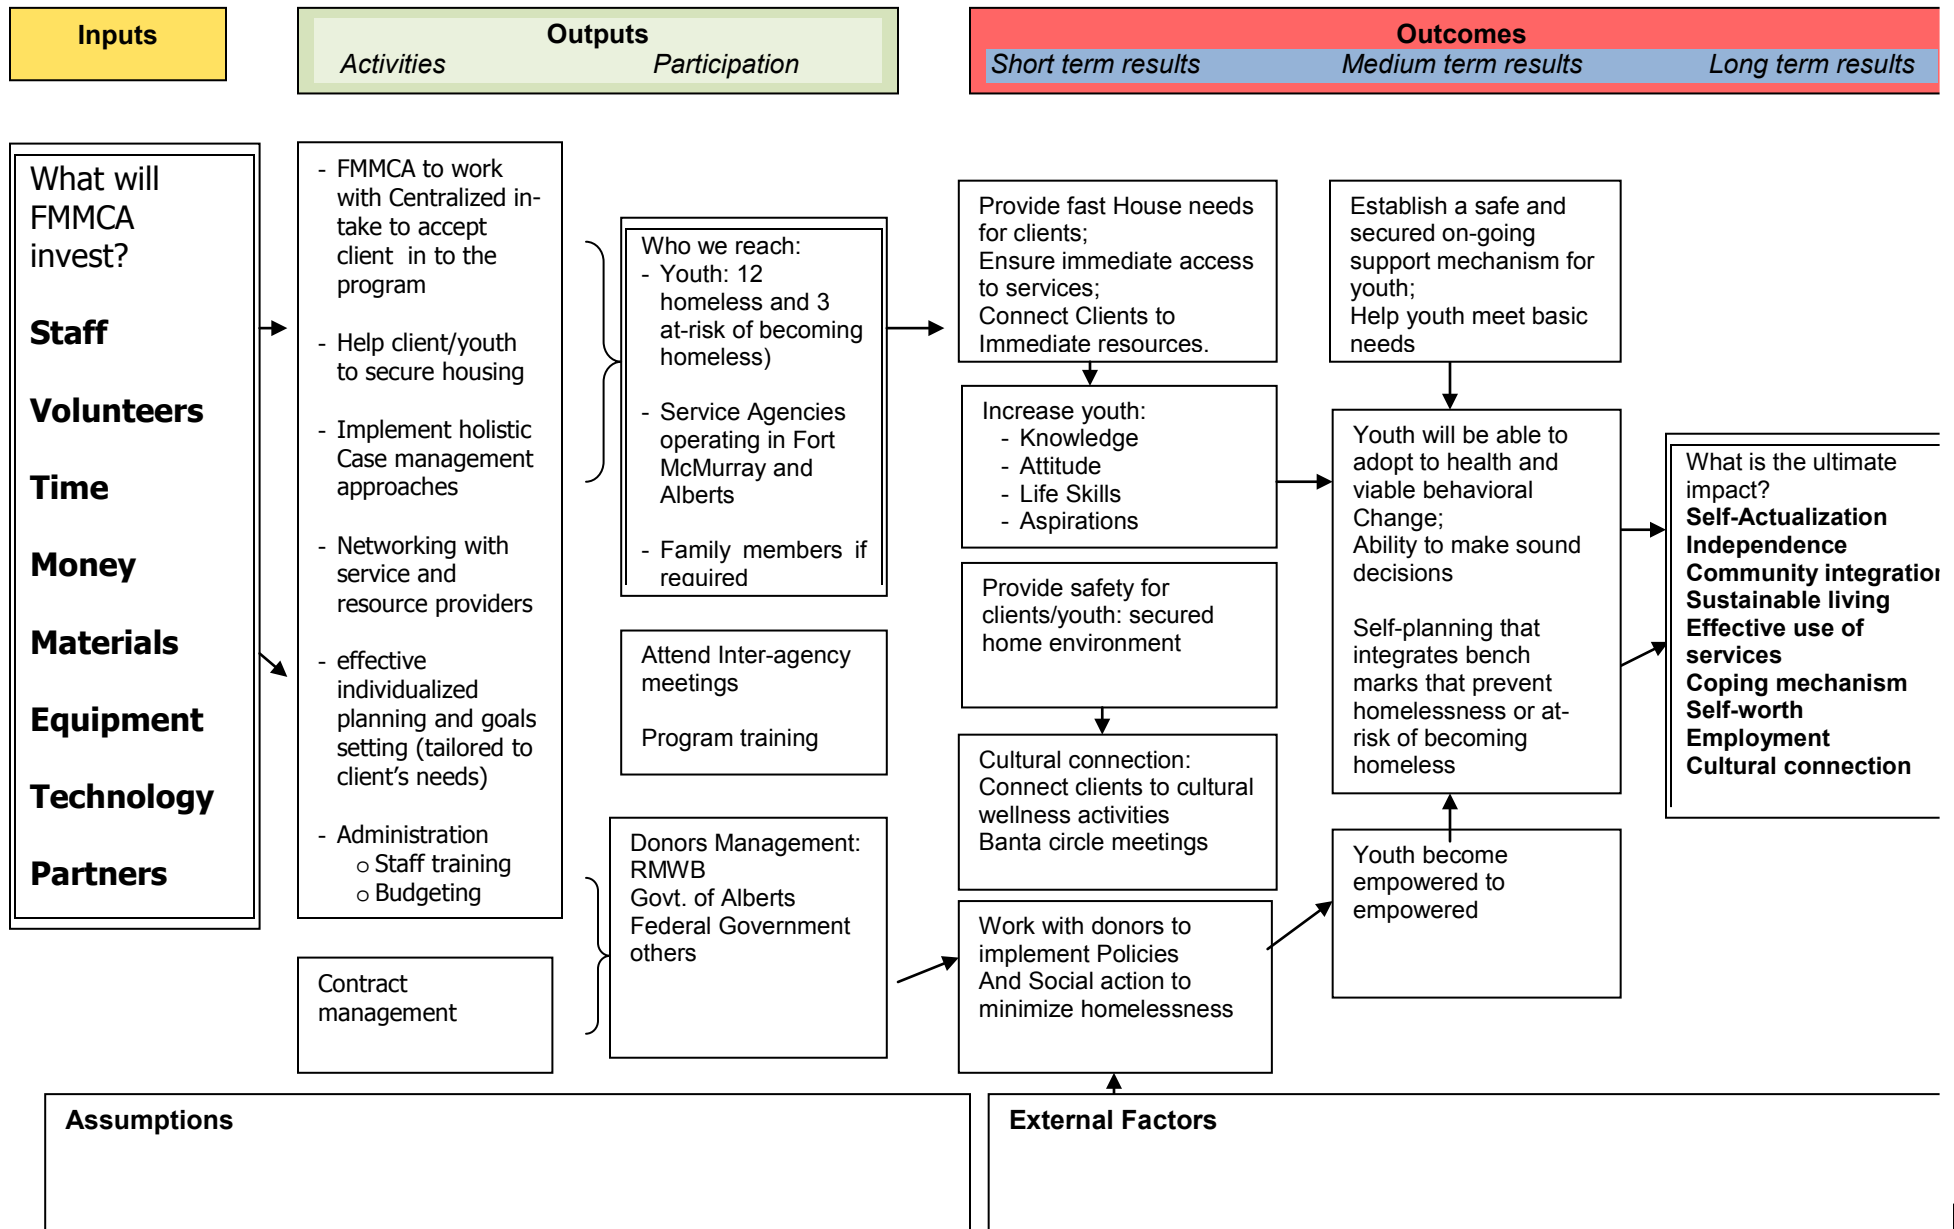 Inputs
Outputs
Activities Participation
Outcomes
Short term results Medium term results Long term results
What will
FMMCA
invest?
Staff
Volunteers
Time
Money
Materials
Equipment
Technology
Partners
- FMMCA to work
with Centralized in-
take to accept
client in to the
program
- Help client/youth
to secure housing
- Implement holistic
Case management
approaches
- Networking with
service and
resource providers
- effective
individualized
planning and goals
setting (tailored to
client's needs)
- Administration
o Staff training
o Budgeting
Contract
management
Who we reach:
- Youth: 12
homeless and 3
at-risk of becoming
homeless)
- Service Agencies
operating in Fort
McMurray and
Alberts
- Family members if
required
Attend Inter-agency
meetings
Program training
Donors Management:
RMWB
Govt. of Alberts
Federal Government
others
Provide fast House needs
for clients;
Ensure immediate access
to services;
Connect Clients to
Immediate resources.
Increase youth:
- Knowledge
- Attitude
- Life Skills
- Aspirations
Provide safety for
clients/youth: secured
home environment
Cultural connection:
Connect clients to cultural
wellness activities
Banta circle meetings
Work with donors to
implement Policies
And Social action to
minimize homelessness
Establish a safe and
secured on-going
support mechanism for
youth;
Help youth meet basic
needs
Youth will be able to
adopt to health and
viable behavioral
Change;
Ability to make sound
decisions
Self-planning that
integrates bench
marks that prevent
homelessness or at-
risk of becoming
homeless
Youth become
empowered to
empowered
What is the ultimate
impact?
Self-Actualization
Independence
Community integration
Sustainable living
Effective use of
services
Coping mechanism
Self-worth
Employment
Cultural connection
Assumptions
External Factors